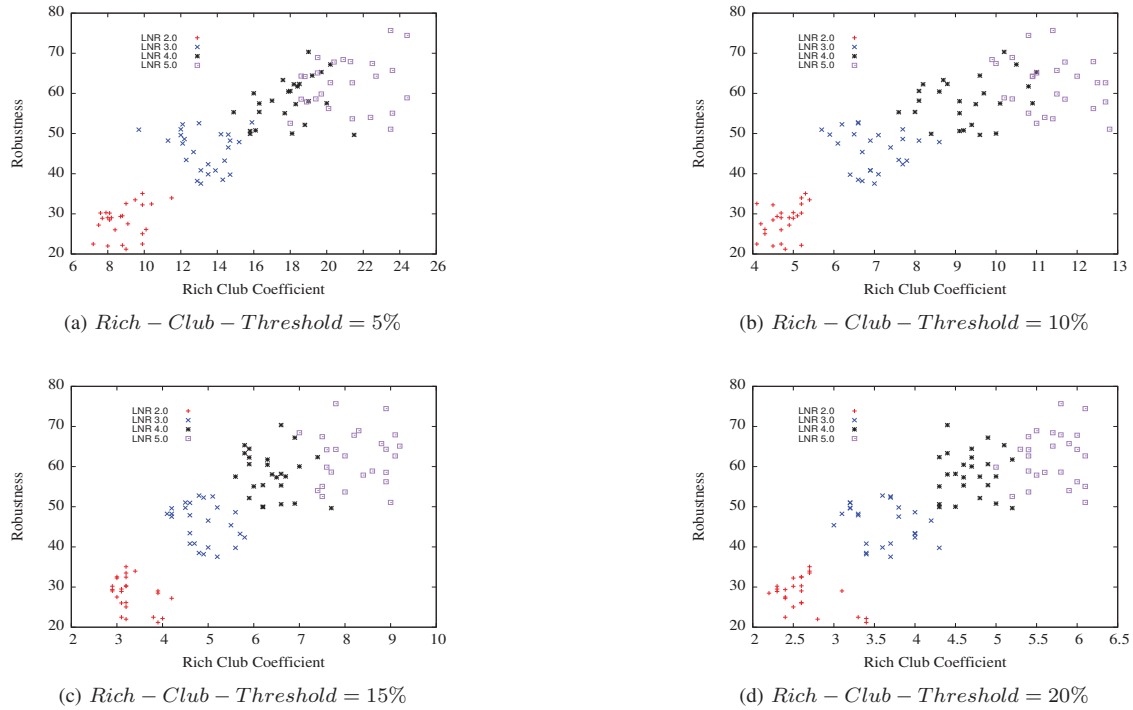 80
70
60
50
40
30
20
Robustness
LNR 2.0
LNR 3.0
LNR 4.0
LNR 5.0
6 8 10 12 14 16 18 20 22 24 26
Rich Club Coefficient
(a) Rich − Club − Threshold = 5%
80
70
60
50
40
30
20
Robustness
LNR 2.0
LNR 3.0
LNR 4.0
LNR 5.0
4 5 6 7 8 9 10 11 12 13
Rich Club Coefficient
(b) Rich − Club − Threshold = 10%
80
70
60
50
40
30
20
Robustness
LNR 2.0
LNR 3.0
LNR 4.0
LNR 5.0
2 3 4 5 6 7 8 9 10
Rich Club Coefficient
(c) Rich − Club − Threshold = 15%
80
70
60
50
40
30
20
Robustness
LNR 2.0
LNR 3.0
LNR 4.0
LNR 5.0
2 2.5 3 3.5 4 4.5 5 5.5 6 6.5
Rich Club Coefficient
(d) Rich − Club − Threshold = 20%